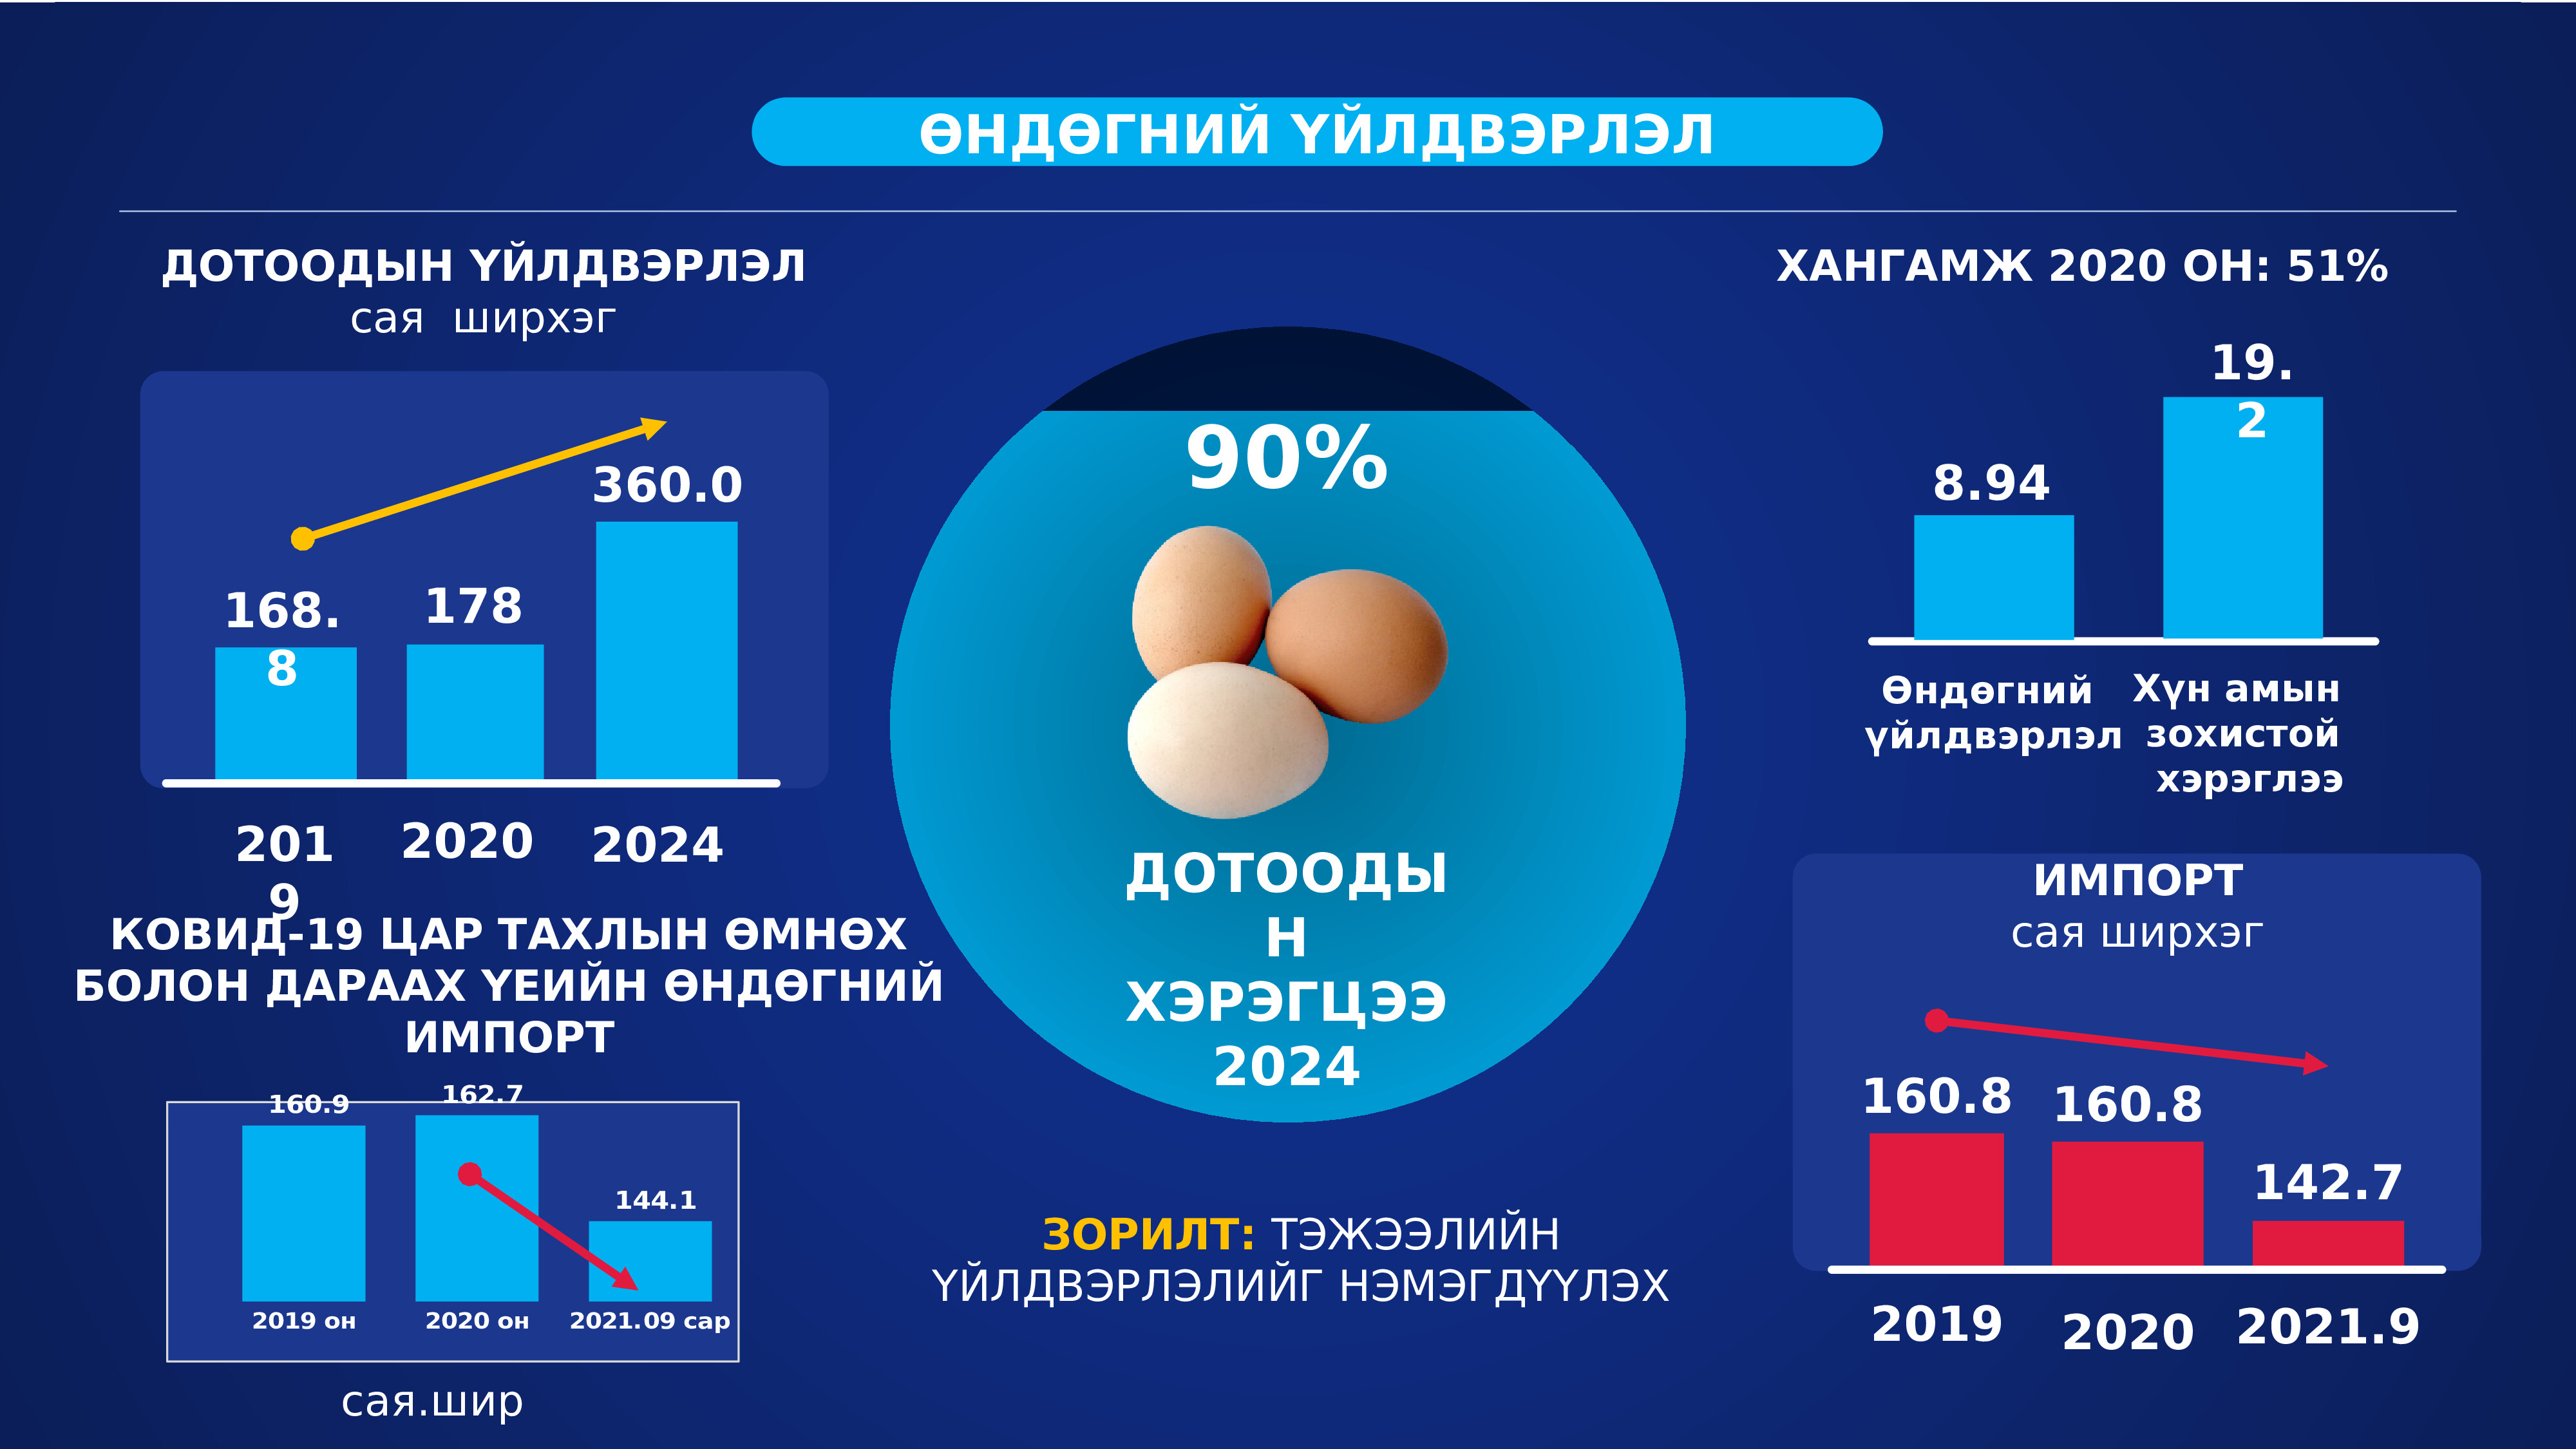 ӨНДӨГНИЙ ҮЙЛДВЭРЛЭЛ
ДОТООДЫН ҮЙЛДВЭРЛЭЛ
сая ширхэг
360.0
168.
8
178
201
9
2020
2024
КОВИД-19 ЦАР ТАХЛЫН ӨМНӨХ
БОЛОН ДАРААХ ҮЕИЙН ӨНДӨГНИЙ
ИМПОРТ
160.9
162.7
144.1
2019 он
2020 он
2021.09 сар
сая.шир
90%
ДОТООДЫ
Н
ХЭРЭГЦЭЭ
2024
ЗОРИЛТ: ТЭЖЭЭЛИЙН
ҮЙЛДВЭРЛЭЛИЙГ НЭМЭГДҮҮЛЭХ
ХАНГАМЖ 2020 ОН: 51%
19.
2
8.94
Өндөгний
үйлдвэрлэл
Хүн амын
зохистой
хэрэглээ
ИМПОРТ
сая ширхэг
160.8
160.8
142.7
2019
2020
2021.9